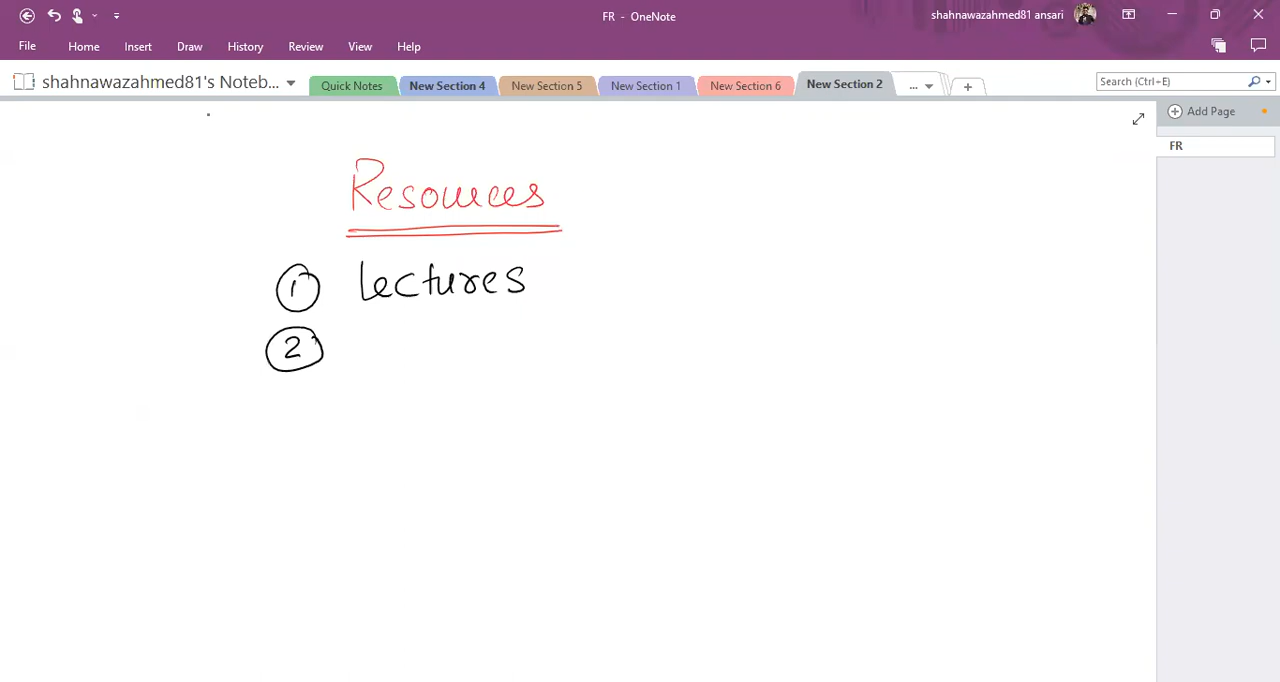 FR - OneNote
shahnawazahmed81 ansari
File Home Insert Draw History Review View Help
shahnawazahmed81's Noteb...
Quick Notes New Section 4 New Section 5 New Section 1 New Section 6 New Section 2 ...
Search (Ctrl+E)
Add Page
FR
Resources
1 lectures
2